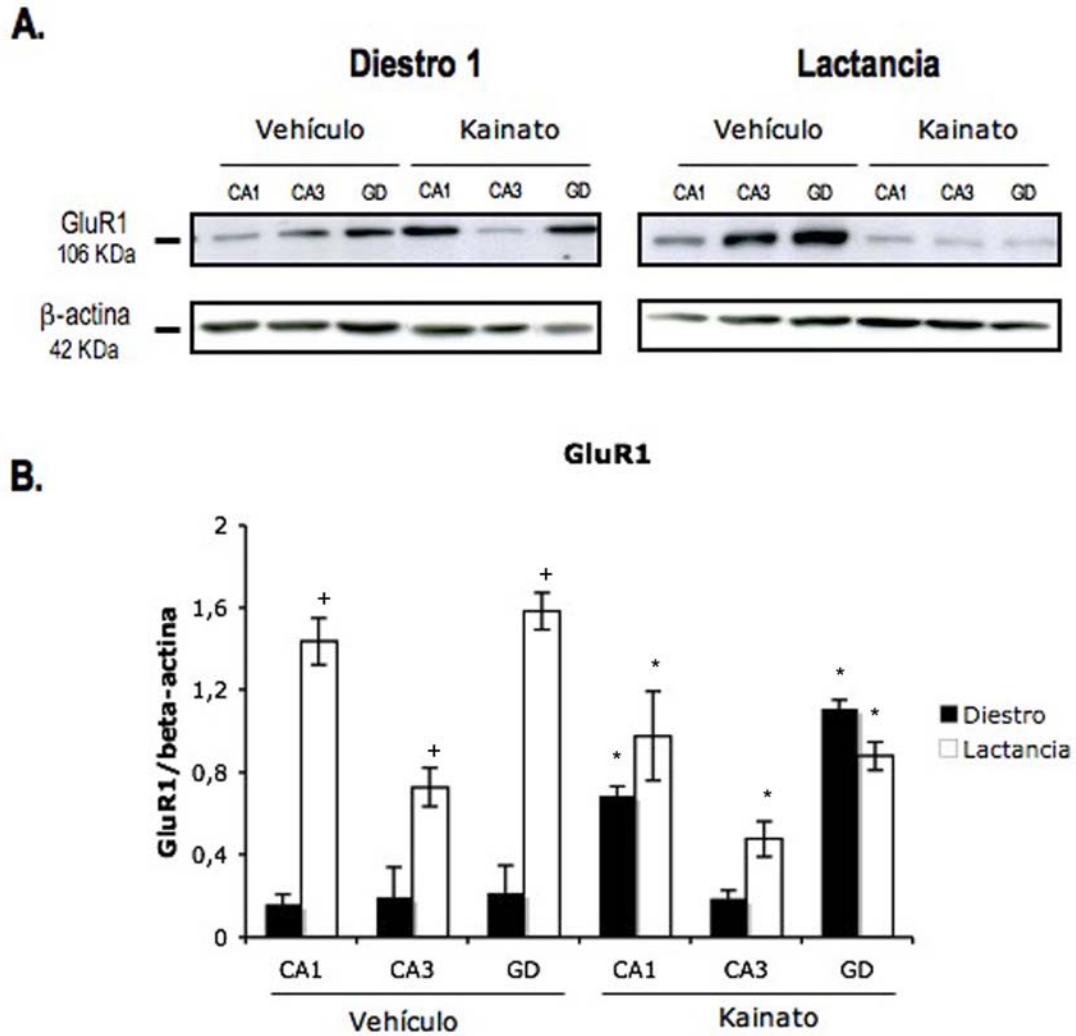 A.
Diestro 1 Lactancia
Vehículo Kainato Vehículo Kainato
CA1 CA3 GD CA1 CA3 GD CA1 CA3 GD CA1 CA3 GD
GluR1
106 KDa
β-actina
42 KDa
B.
GluR1
GluR1/beta-actina
2
1,6
1,2
0,8
0,4
0
+ + + * * * * *
Diestro
Lactancia
CA1 CA3 GD CA1 CA3 GD
Vehículo Kainato